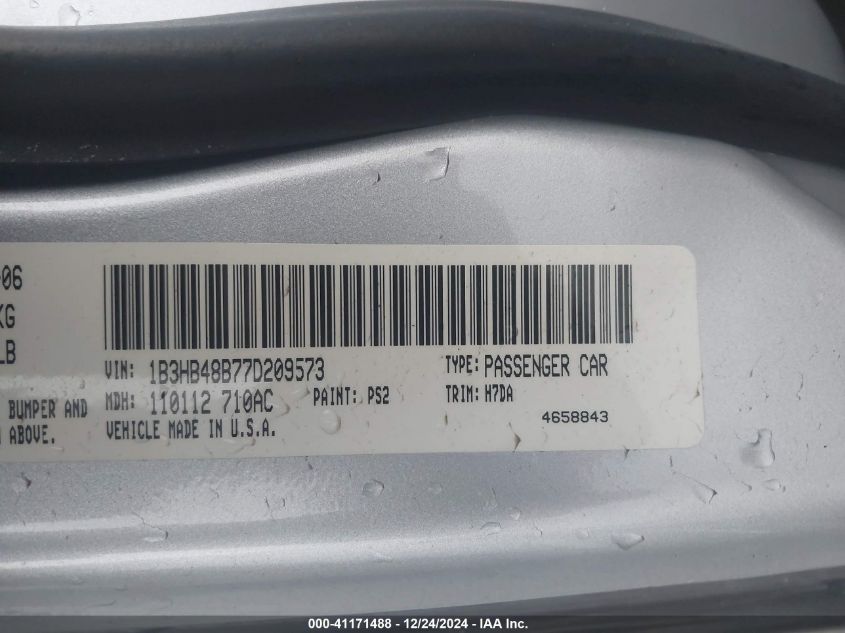 -06
KG
LB
VIN: 1B3HB48B77D209573
TYPE: PASSENGER CAR
BUMPER AND
MDH: 110112 710AC
PAINT: PS2
TRIM: H7DA
ABOVE.
VEHICLE MADE IN U.S.A.
4658843
000-41171488 - 12/24/2024 - IAA Inc.